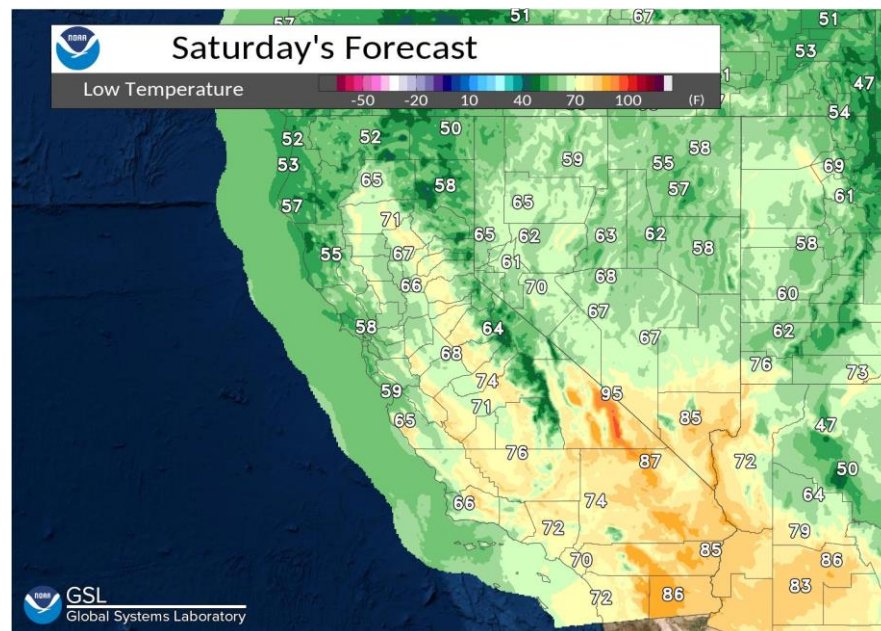 57 51 67 51
NOAA
Saturday's Forecast
53
Low Temperature
-50 -20 10 40 70 100 (F)
47
54
52 52 50
59 55 58
53
65 58 57 69
61
57 71 65
55 67 65 62 63 62 58 58
66 61
70 68 60
58 64 67 67 62
68 76 73
59 74 95
65 71 85 47
76 87 72 50
66 74 64
72 79
70 85 86
72 86 83
NOAA
GSL
Global Systems Laboratory